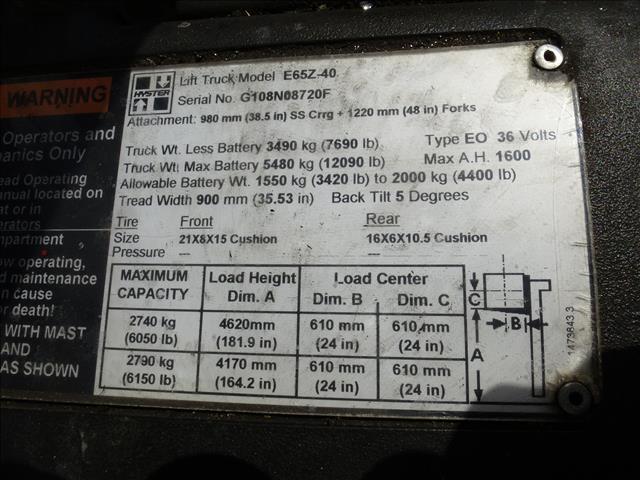 WARNING
Operators and
anics Only
ead Operating
anual located on
at or in
erators
mpartment
ow operating,
d maintenance
n cause
r death!
WITH MAST
AND
AS SHOWN
HYSTER
Lift Truck Model E65Z-40
Serial No. G108N08720F
Attachment: 980 mm (38.5 in) SS Crrg + 1220 mm (48 in) Forks
Truck Wt. Less Battery 3490 kg (7690 lb) Type EO 36 Volts
Truck Wt. Max Battery 5480 kg (12090 lb) Max A.H. 1600
Allowable Battery Wt. 1550 kg (3420 lb) to 2000 kg (4400 lb)
Tread Width 900 mm (35.53 in) Back Tilt 5 Degrees
Tire Front Rear
Size 21X8X15 Cushion 16X6X10.5 Cushion
Pressure --- ---
MAXIMUM CAPACITY Load Height Dim. A Load Center Dim. B Dim. C
2740 kg 4620mm 610 mm 610 mm
(6050 lb) (181.9 in) (24 in) (24 in)
2790 kg 4170 mm 610 mm 610 mm
(6150 lb) (164.2 in) (24 in) (24 in)
C
B
A
1473643.3